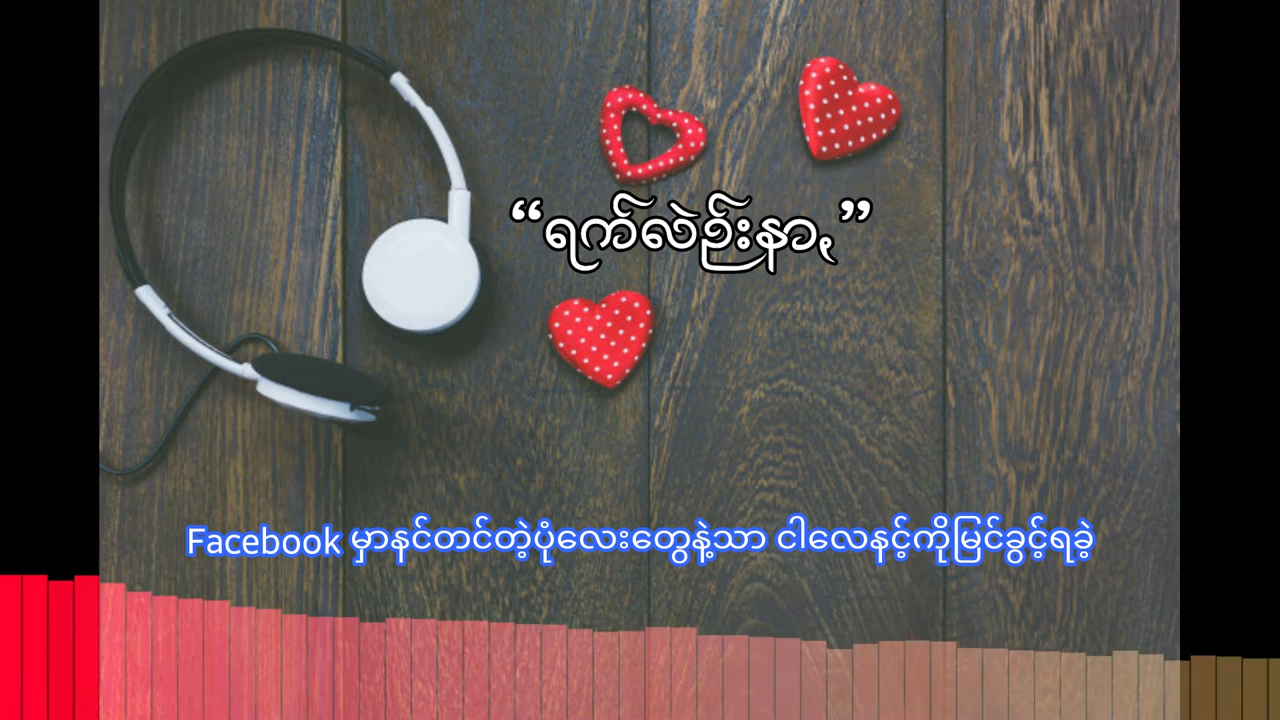 “ရက်လဲဉ်းနာႇ”
Facebook မှာနင်တင်တဲ့ပုံလေးတွေနဲ့သာ ငါလေနင့်ကိုမြင်ခွင့်ရခဲ့